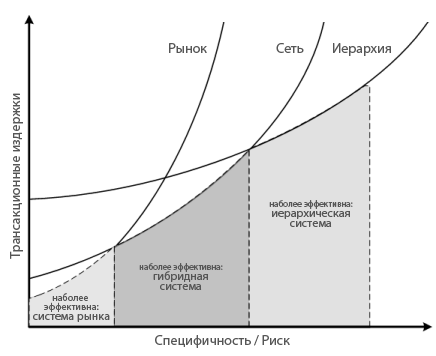 Рынок
Сеть
Иерархия
Трансакционные издержки
наболее
эффективна:
система рынка
наболее эффективна:
гибридная
система
наболее эффективна:
иерархическая
система
Специфичность / Риск